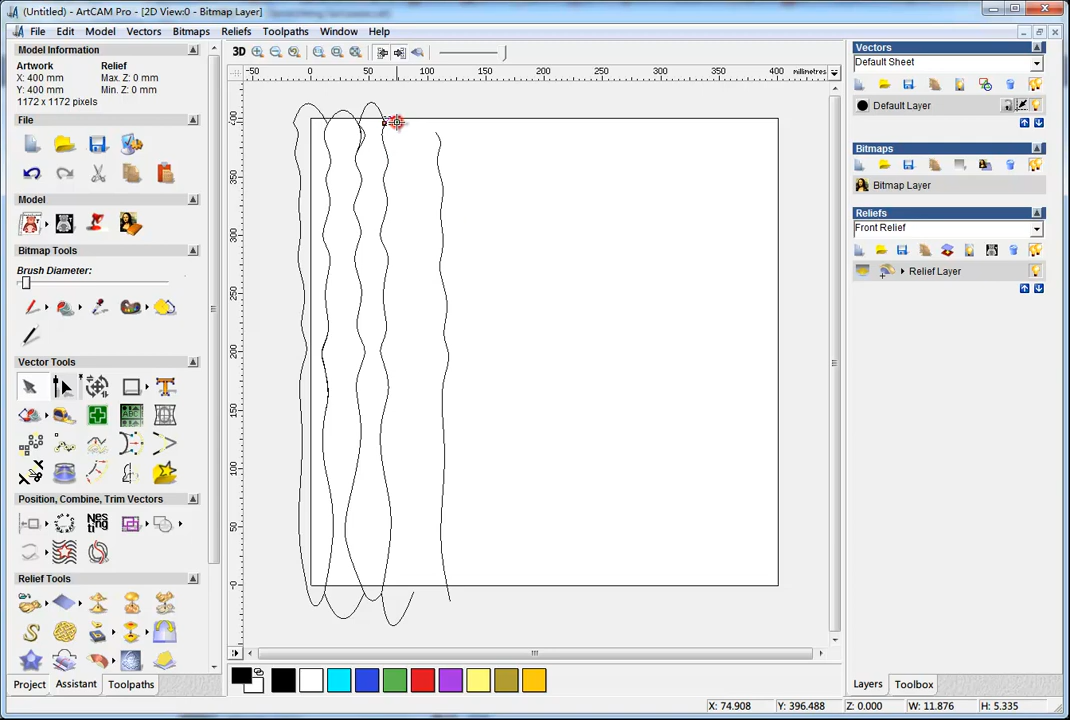 (Untitled) - ArtCAM Pro - [2D View:0 - Bitmap Layer]
File Edit Model Vectors Bitmaps Reliefs Toolpaths Window Help
Model Information
Artwork Relief
X: 400 mm Max. Z: 0 mm
Y: 400 mm Min. Z: 0 mm
1172 x 1172 pixels
File
Model
Bitmap Tools
Brush Diameter:
Vector Tools
ABC
Position, Combine, Trim Vectors
Nes
ting
Relief Tools
Project Assistant Toolpaths
3D
-50 0 50 100 150 200 250 300 350 400 millimetres
400
350
300
250
200
150
100
50
0
Vectors
Default Sheet
Default Layer
Bitmaps
Bitmap Layer
Reliefs
Front Relief
Relief Layer
Layers Toolbox
X: 74.908 Y: 396.488 Z: 0.000 W: 11.876 H: 5.335